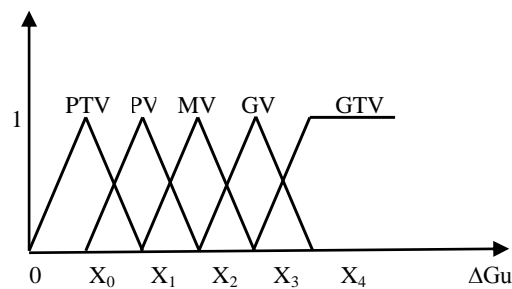 PTV PV MV GV GTV
1
0 X₀ X₁ X₂ X₃ X₄ ΔGu